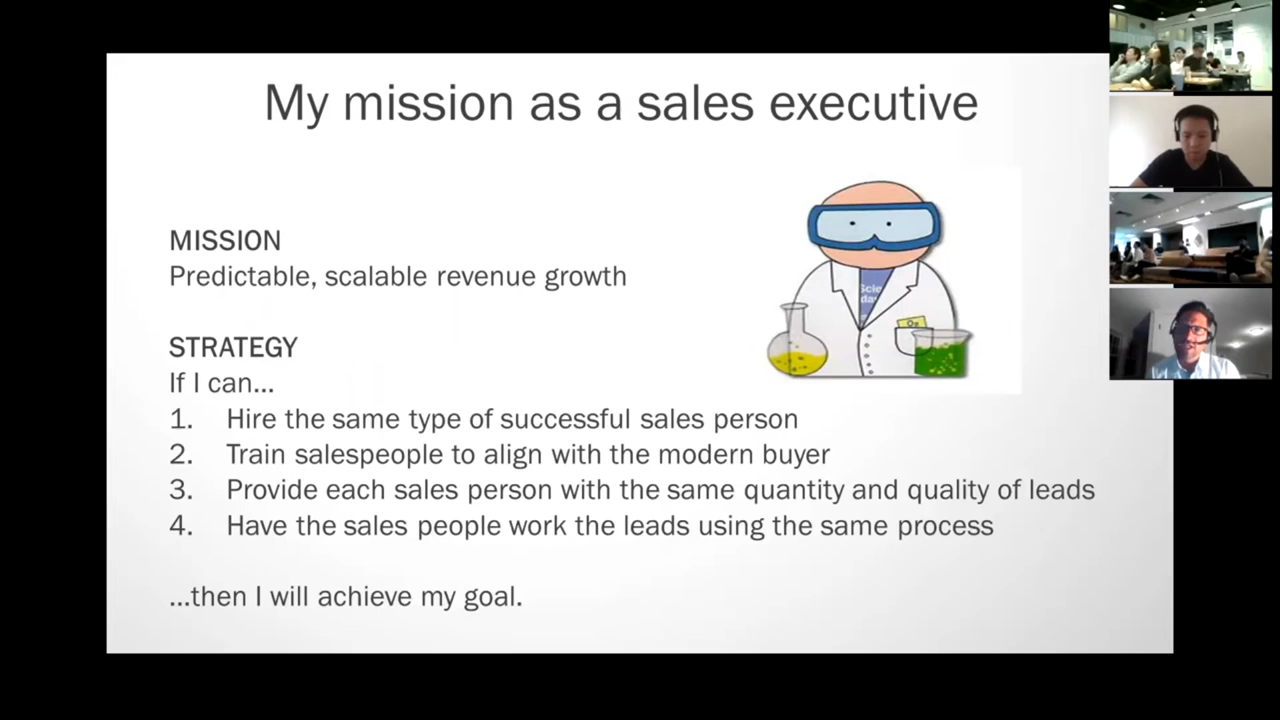 My mission as a sales executive
MISSION
Predictable, scalable revenue growth
STRATEGY
If I can...
1. Hire the same type of successful sales person
2. Train salespeople to align with the modern buyer
3. Provide each sales person with the same quantity and quality of leads
4. Have the sales people work the leads using the same process
...then I will achieve my goal.